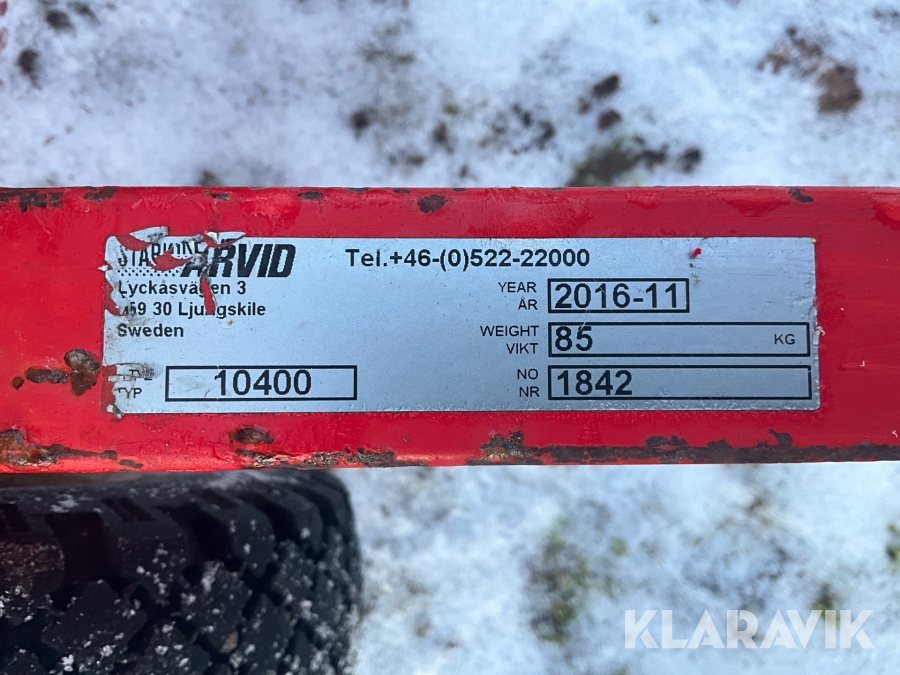 ARVID
Tel.+46-(0)522-22000
Lyckåsvägen 3
459 30 Ljungskile
Sweden
YEAR
ÅR
2016-11
WEIGHT
VIKT
85
KG
TYP
10400
NO
NR
1842
KLARAVIK